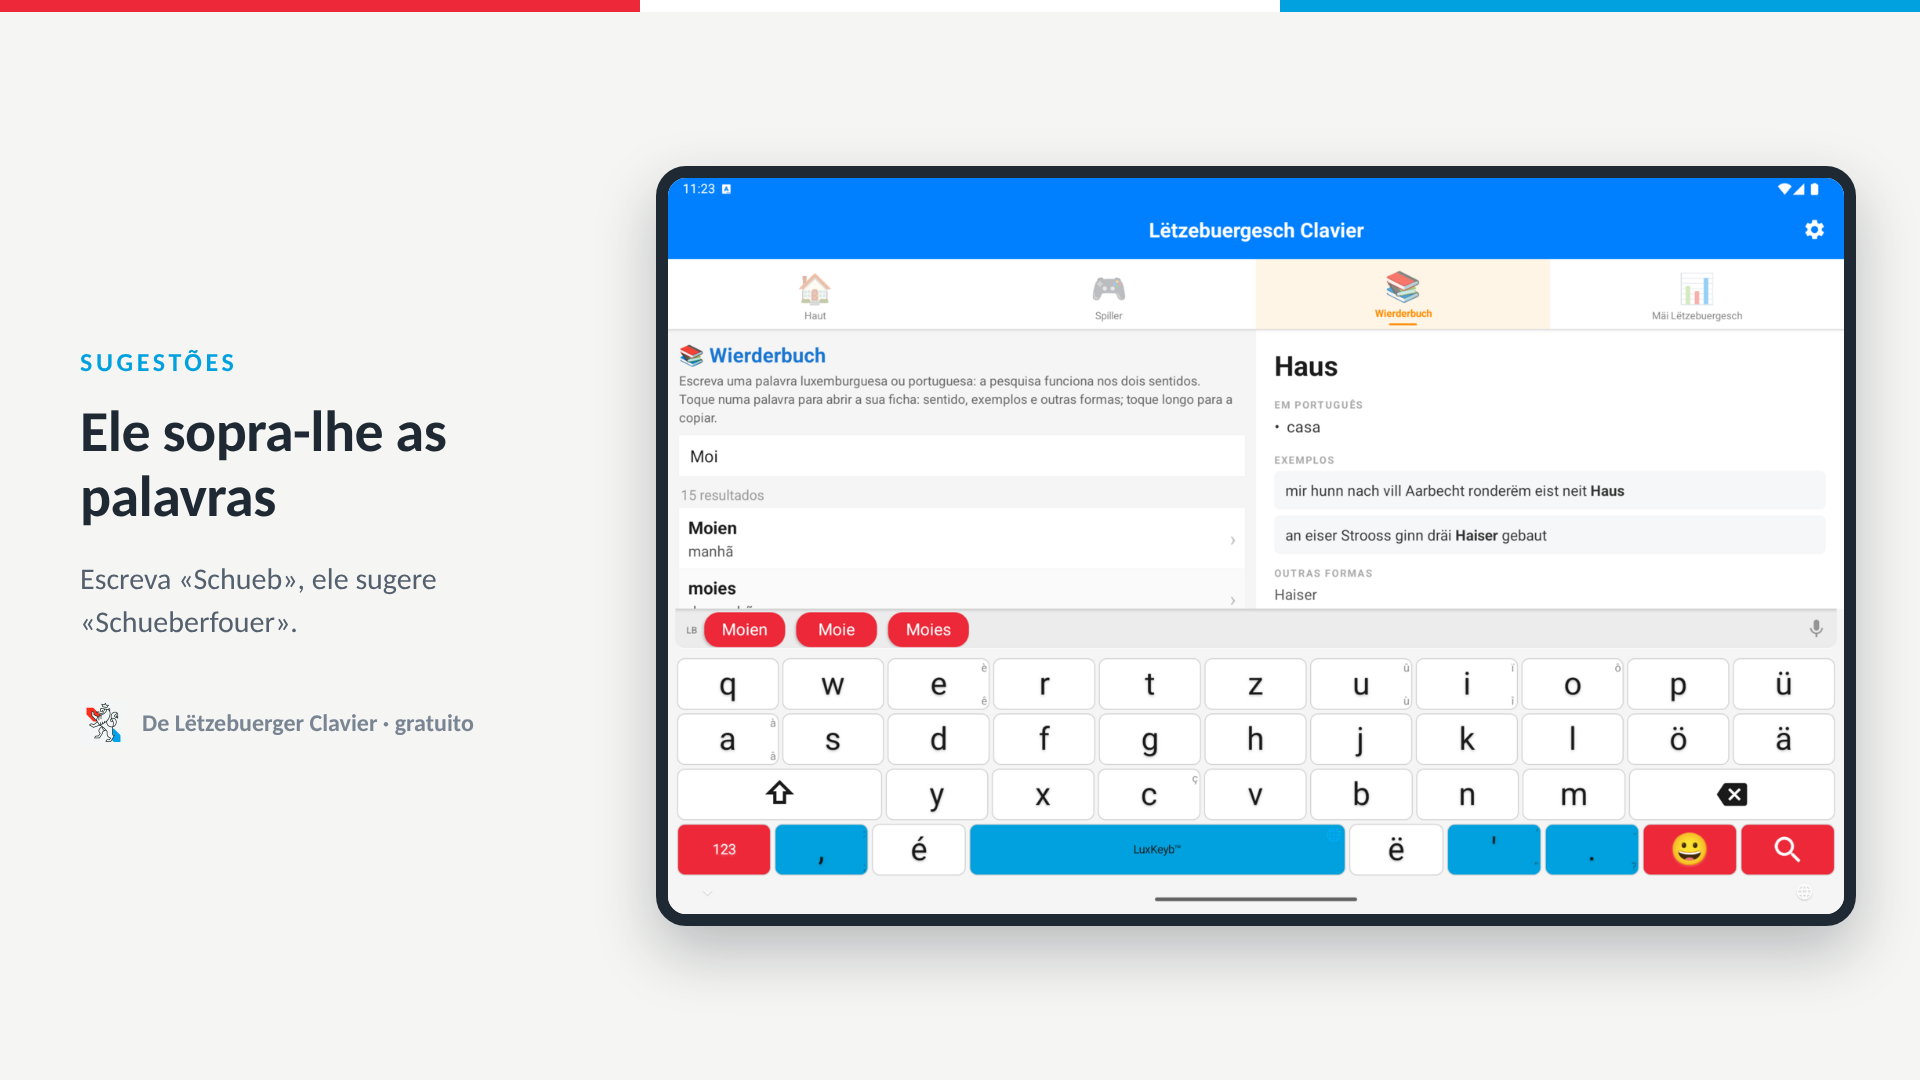 SUGESTÕES
Ele sopra-lhe as
palavras
Escreva «Schueb», ele sugere
«Schueberfouer».
De Lëtzebuerger Clavier · gratuito
11:23
Lëtzebuergesch Clavier
Haut
Spiller
Wierderbuch
Mäi Lëtzebuergesch
Wierderbuch
Escreva uma palavra luxemburguesa ou portuguesa: a pesquisa funciona nos dois sentidos.
Toque numa palavra para abrir a sua ficha: sentido, exemplos e outras formas; toque longo para a
copiar.
Moi
15 resultados
Moien
manhã
moies
Haus
EM PORTUGUÊS
• casa
EXEMPLOS
mir hunn nach vill Aarbecht ronderëm eist neit Haus
an eiser Strooss ginn dräi Haiser gebaut
OUTRAS FORMAS
Haiser
LB
Moien
Moie
Moies
q w e è ê r t z u û ù i ï î o ô p ü
a à â s d f g h j k l ö ä
y x c ç v b n m
123 , é LuxKeyb™ ë ' .